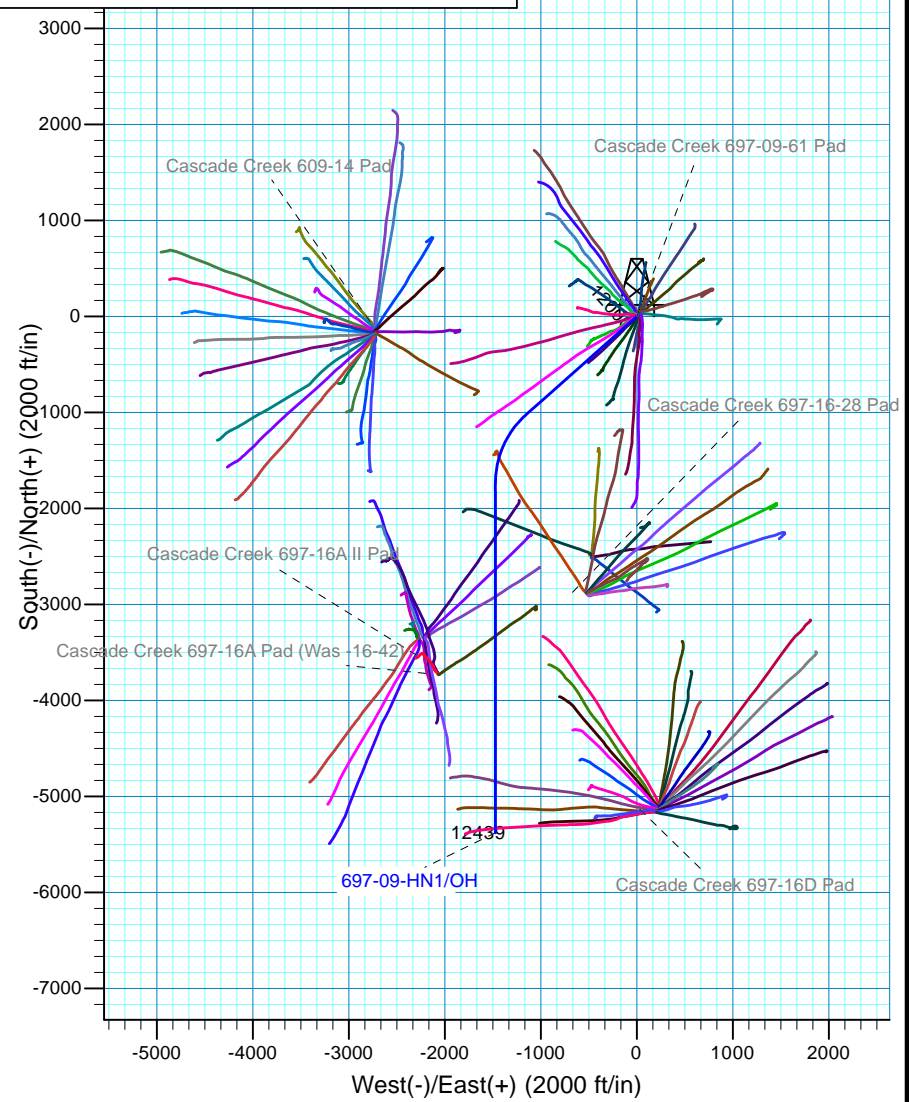 3000
2000
1000
0
-1000
-2000
-3000
-4000
-5000
-6000
-7000
South(-)/North(+) (2000 ft/in)
Cascade Creek 609-14 Pad
Cascade Creek 697-09-61 Pad
Cascade Creek 697-16-28 Pad
Cascade Creek 697-16A II Pad
Cascade Creek 697-16A Pad (Was -16-42)
12439
697-09-HN1/OH
Cascade Creek 697-16D Pad
-5000 -4000 -3000 -2000 -1000 0 1000 2000
West(-)/East(+) (2000 ft/in)